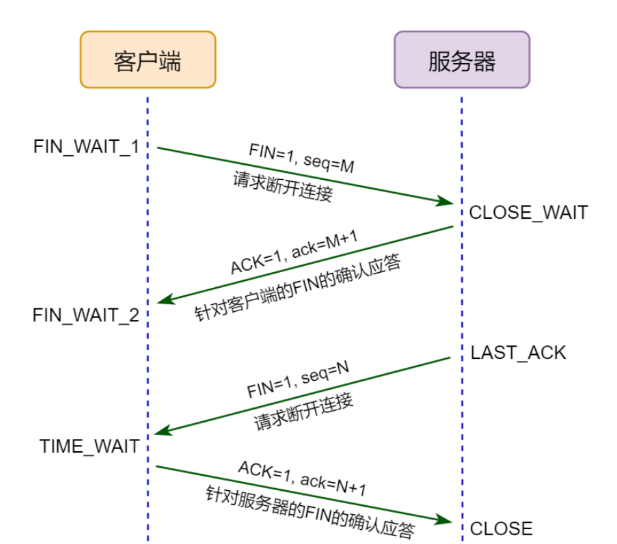 客户端
服务器
FIN_WAIT_1
FIN=1, seq=M
请求断开连接
CLOSE_WAIT
ACK=1, ack=M+1
针对客户端的FIN的确认应答
FIN_WAIT_2
LAST_ACK
FIN=1, seq=N
请求断开连接
TIME_WAIT
ACK=1, ack=N+1
针对服务器的FIN的确认应答
CLOSE